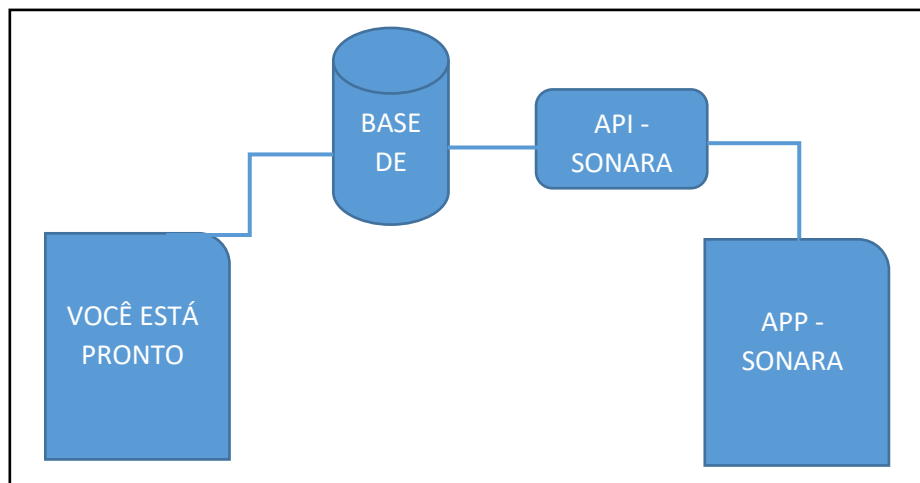 BASE
DE
API -
SONARA
VOCÊ ESTÁ
PRONTO
APP -
SONARA